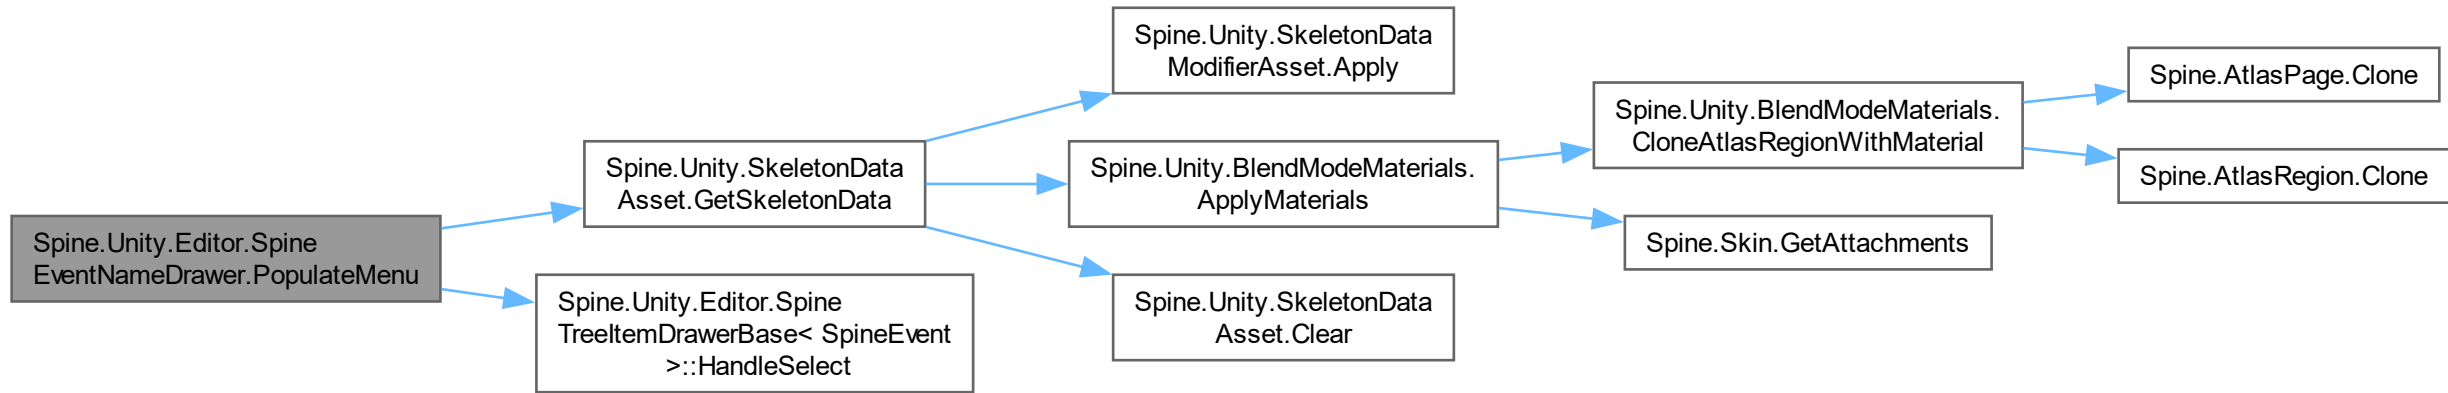 Spine.Unity.Editor.Spine
EventNameDrawer.PopulateMenu
Spine.Unity.SkeletonData
Asset.GetSkeletonData
Spine.Unity.Editor.Spine
TreeItemDrawerBase< SpineEvent
>::HandleSelect
Spine.Unity.SkeletonData
ModifierAsset.Apply
Spine.Unity.BlendModeMaterials.
ApplyMaterials
Spine.Unity.SkeletonData
Asset.Clear
Spine.Unity.BlendModeMaterials.
CloneAtlasRegionWithMaterial
Spine.Skin.GetAttachments
Spine.AtlasPage.Clone
Spine.AtlasRegion.Clone